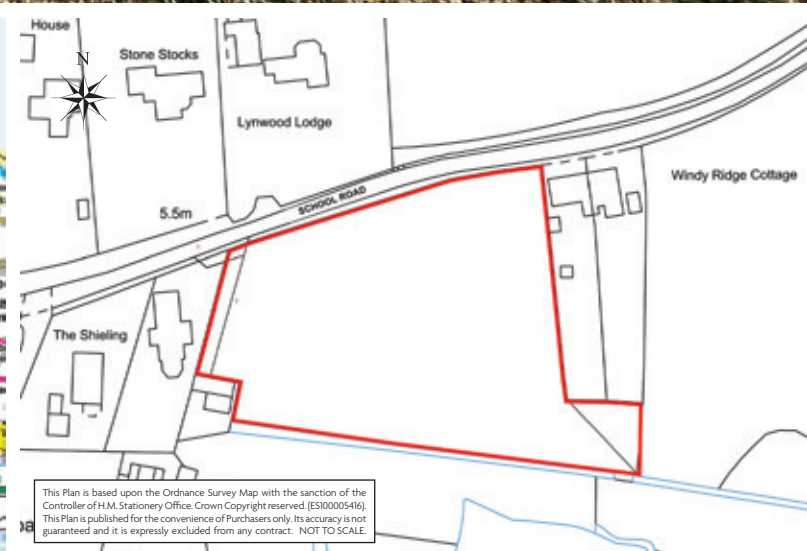 House
N
Stone Stocks
Lynwood Lodge
Windy Ridge Cottage
SCHOOL ROAD
5.5m
The Shieling
This Plan is based upon the Ordnance Survey Map with the sanction of the
Controller of H.M. Stationery Office. Crown Copyright reserved. (ES100005416).
This Plan is published for the convenience of Purchasers only. Its accuracy is not
guaranteed and it is expressly excluded from any contract. NOT TO SCALE.